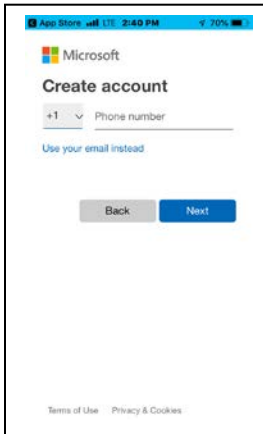 App Store LTE 2:40 PM 70%
Microsoft
Create account
+1 Phone number
Use your email instead
Back Next
Terms of Use Privacy & Cookies